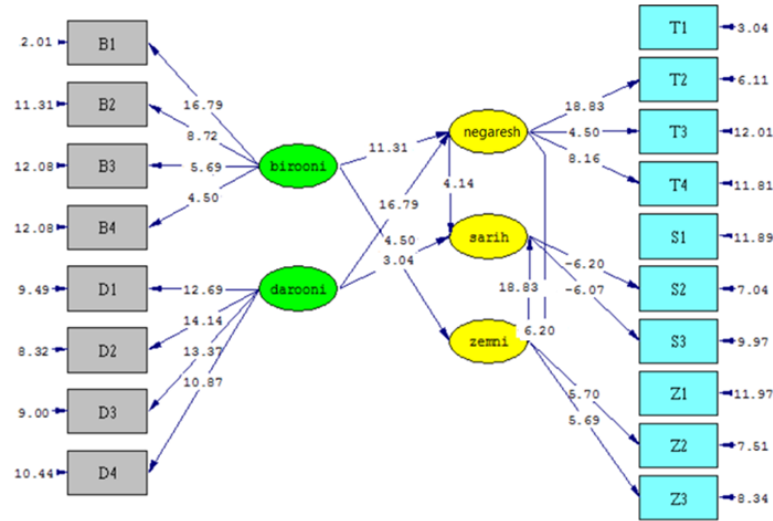 2.01 B1
11.31 B2
12.08 B3
12.08 B4
9.49 D1
8.32 D2
9.00 D3
10.44 D4
16.79
8.72
5.69
4.50
12.69
14.14
13.37
10.87
birooni
darooni
11.31
16.79
4.50
3.04
negaresh
4.14
sarih
18.83
6.20
zemni
18.83
4.50
8.16
-6.20
-6.07
5.70
5.69
T1 3.04
T2 6.11
T3 12.01
T4 11.81
S1 11.89
S2 7.04
S3 9.97
Z1 11.97
Z2 7.51
Z3 8.34